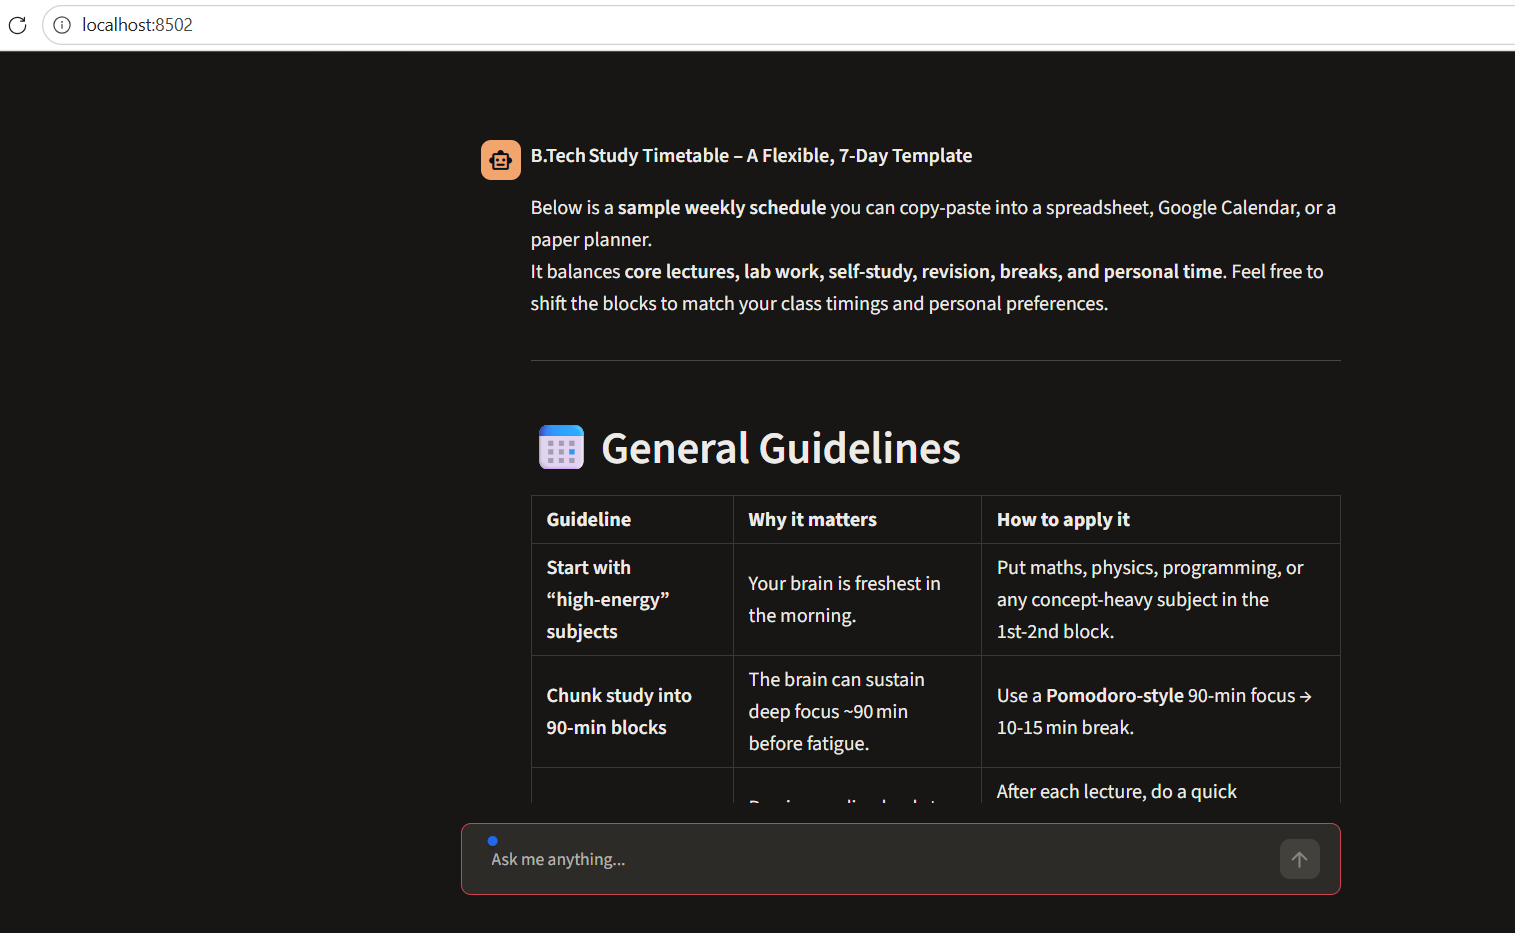 localhost:8502
B.Tech Study Timetable – A Flexible, 7-Day Template
Below is a sample weekly schedule you can copy-paste into a spreadsheet, Google Calendar, or a
paper planner.
It balances core lectures, lab work, self-study, revision, breaks, and personal time. Feel free to
shift the blocks to match your class timings and personal preferences.
General Guidelines
Guideline
Why it matters
How to apply it
Start with
“high-energy”
subjects
Your brain is freshest in
the morning.
Put maths, physics, programming, or
any concept-heavy subject in the
1st-2nd block.
Chunk study into
90-min blocks
The brain can sustain
deep focus ~90 min
before fatigue.
Use a Pomodoro-style 90-min focus →
10-15 min break.
After each lecture, do a quick
Ask me anything...